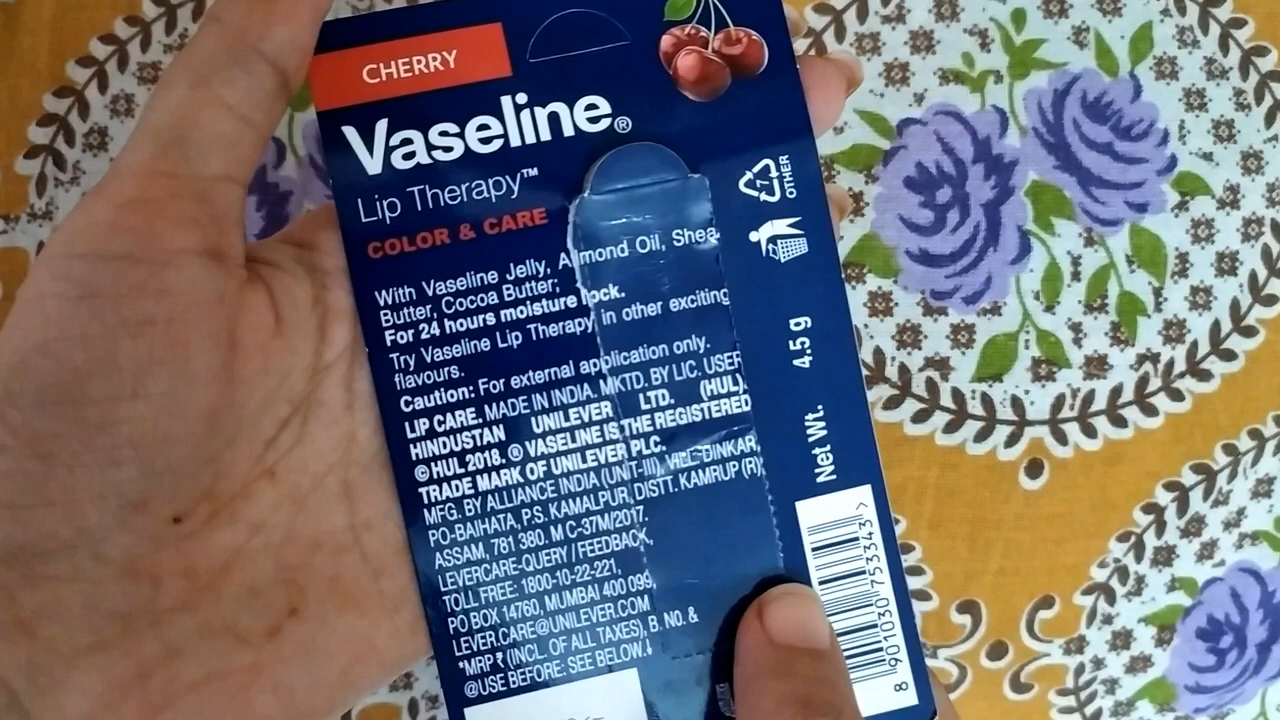 CHERRY
Vaseline®
Lip Therapy™
COLOR & CARE
With Vaseline Jelly, Almond Oil, Shea
Butter, Cocoa Butter;
For 24 hours moisture lock.
Try Vaseline Lip Therapy in other exciting
flavours.
Caution: For external application only.
LIP CARE. MADE IN INDIA. MKTD. BY LIC. USER
HINDUSTAN UNILEVER LTD. (HUL).
© HUL 2018. ® VASELINE IS THE REGISTERED
TRADE MARK OF UNILEVER PLC.
MFG. BY ALLIANCE INDIA (UNIT-III), VILL-DINKAR,
PO-BAIHATA, P.S. KAMALPUR, DISTT. KAMRUP (R)
ASSAM, 781 380. M C-37M/2017.
LEVERCARE-QUERY / FEEDBACK,
TOLL FREE: 1800-10-22-221,
PO BOX 14760, MUMBAI 400 099,
LEVER.CARE@UNILEVER.COM
*MRP ₹ (INCL. OF ALL TAXES), B. NO. &
@USE BEFORE: SEE BELOW.
7
OTHER
Net Wt. 4.5 g
8 901030 753343 >